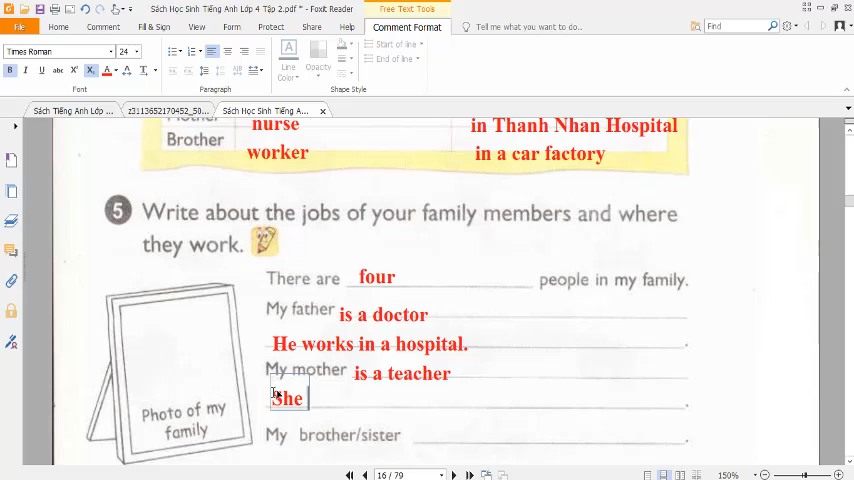 Sách Học Sinh Tiếng Anh Lớp 4 Tập 2.pdf * - Foxit Reader
Free Text Tools
File Home Comment Fill & Sign View Form Protect Share Help Comment Format Tell me what you want to do... Find
Times Roman 24
Start of line
End of line
Line Color
Opacity
Font Paragraph Shape Style
Sách Tiếng Anh Lớp ... z3113652170452_50... Sách Học Sinh Tiếng A...
Mother nurse in Thanh Nhan Hospital
Brother worker in a car factory
5 Write about the jobs of your family members and where
they work.
There are four people in my family.
My father is a doctor
He works in a hospital.
My mother is a teacher
She
My brother/sister
Photo of my
family
16 / 79 150%